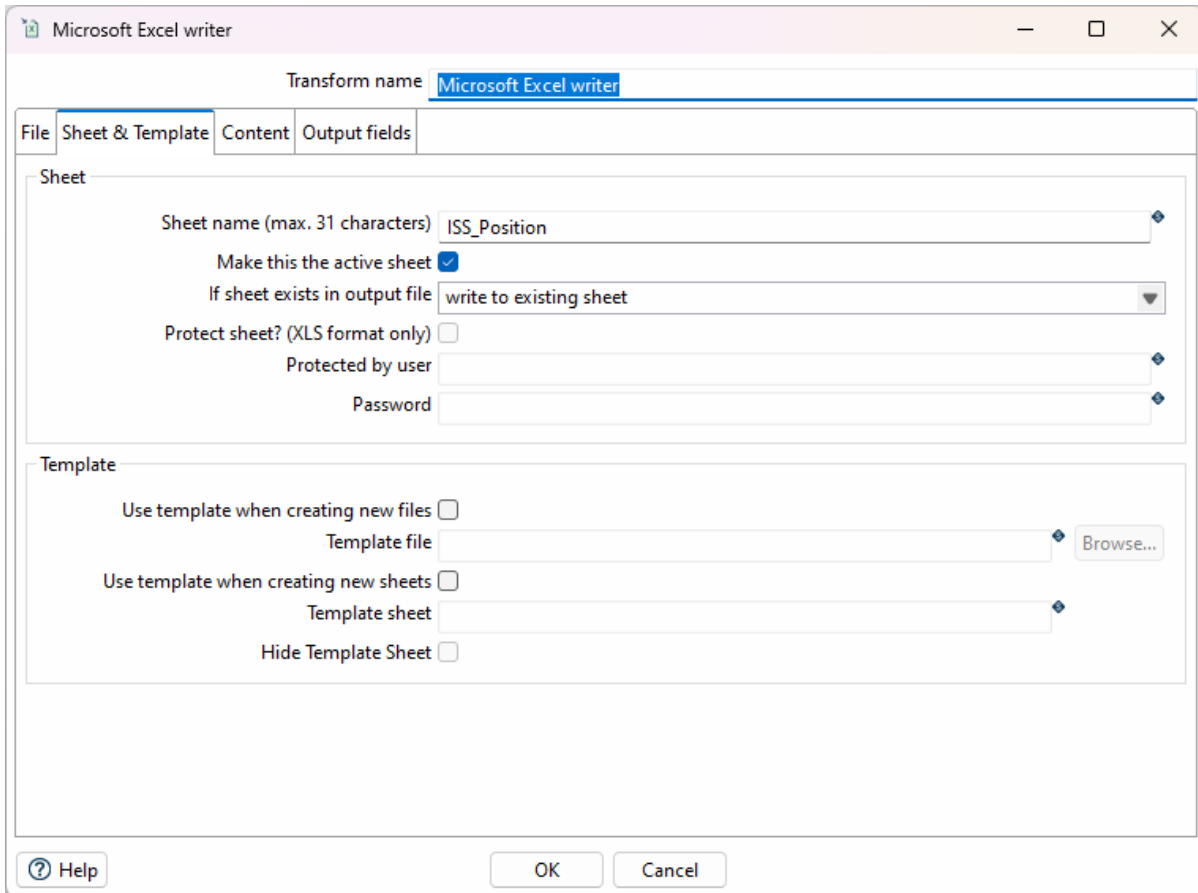 Microsoft Excel writer
Transform name Microsoft Excel writer
File Sheet & Template Content Output fields
Sheet
Sheet name (max. 31 characters) ISS_Position
Make this the active sheet
If sheet exists in output file write to existing sheet
Protect sheet? (XLS format only)
Protected by user
Password
Template
Use template when creating new files
Template file Browse...
Use template when creating new sheets
Template sheet
Hide Template Sheet
Help OK Cancel